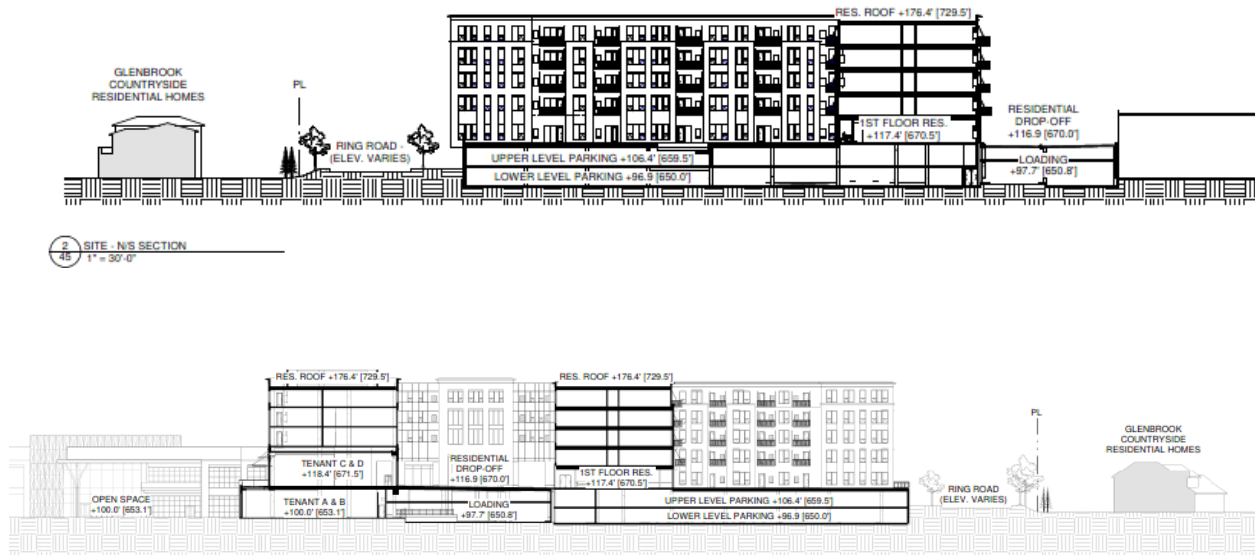 RES. ROOF +176.4' [729.5']
GLENBROOK
COUNTRYSIDE
RESIDENTIAL HOMES
PL
RING ROAD -
(ELEV. VARIES)
1ST FLOOR RES.
+117.4' [670.5']
RESIDENTIAL
DROP-OFF
+116.9 [670.0']
UPPER LEVEL PARKING +106.4' [659.5']
LOWER LEVEL PARKING +96.9 [650.0']
LOADING
+97.7' [650.8']
2
45
SITE - N/S SECTION
1" = 30'-0"
RES. ROOF +176.4' [729.5']
RES. ROOF +176.4' [729.5']
TENANT C & D
+118.4' [671.5']
RESIDENTIAL
DROP-OFF
+116.9 [670.0']
1ST FLOOR RES.
+117.4' [670.5']
PL
GLENBROOK
COUNTRYSIDE
RESIDENTIAL HOMES
OPEN SPACE
+100.0' [653.1']
TENANT A & B
+100.0' [653.1']
LOADING
+97.7' [650.8']
UPPER LEVEL PARKING +106.4' [659.5']
LOWER LEVEL PARKING +96.9 [650.0']
RING ROAD
(ELEV. VARIES)